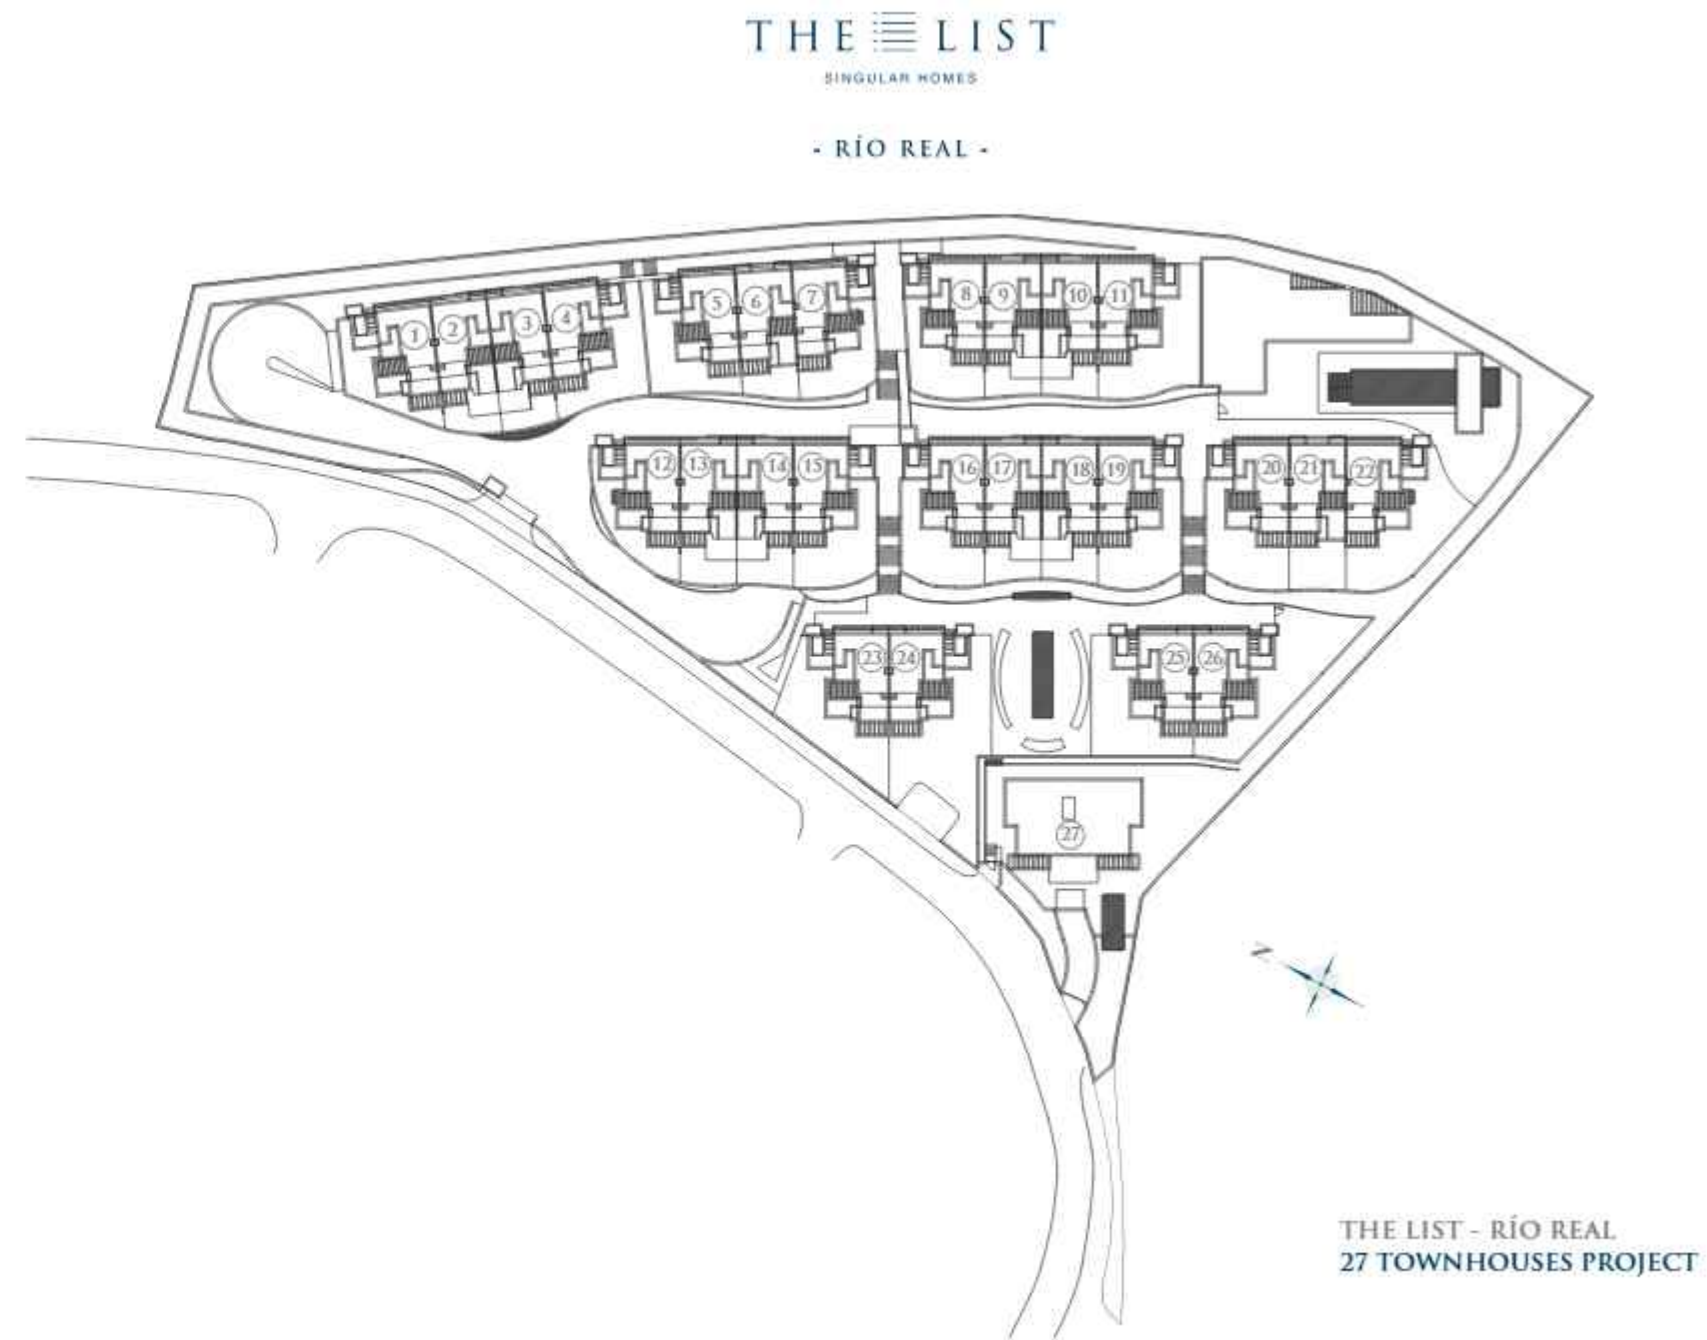 THE LIST
SINGULAR HOMES
- RÍO REAL -
1 2 3 4 5 6 7 8 9 10 11
12 13 14 15 16 17 18 19 20 21 22
23 24 25 26
27
N
THE LIST - RÍO REAL
27 TOWNHOUSES PROJECT